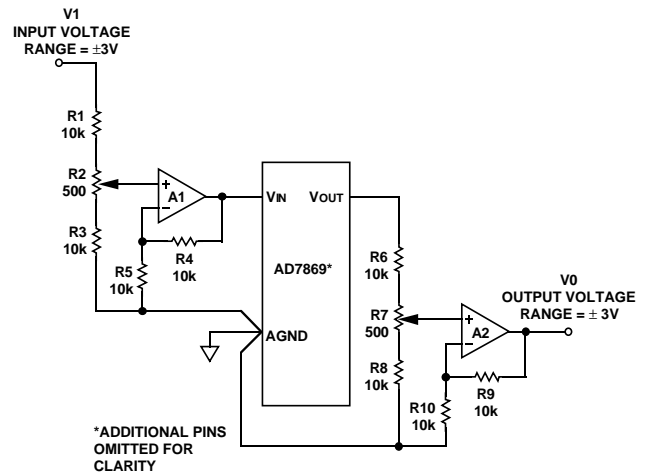 V1
INPUT VOLTAGE
RANGE = ±3V
R1
10k
R2
500
R3
10k
A1
+
–
R4
10k
R5
10k
VIN
VOUT
AD7869*
AGND
R6
10k
R7
500
R8
10k
A2
+
–
R9
10k
R10
10k
V0
OUTPUT VOLTAGE
RANGE = ± 3V
*ADDITIONAL PINS
OMITTED FOR
CLARITY